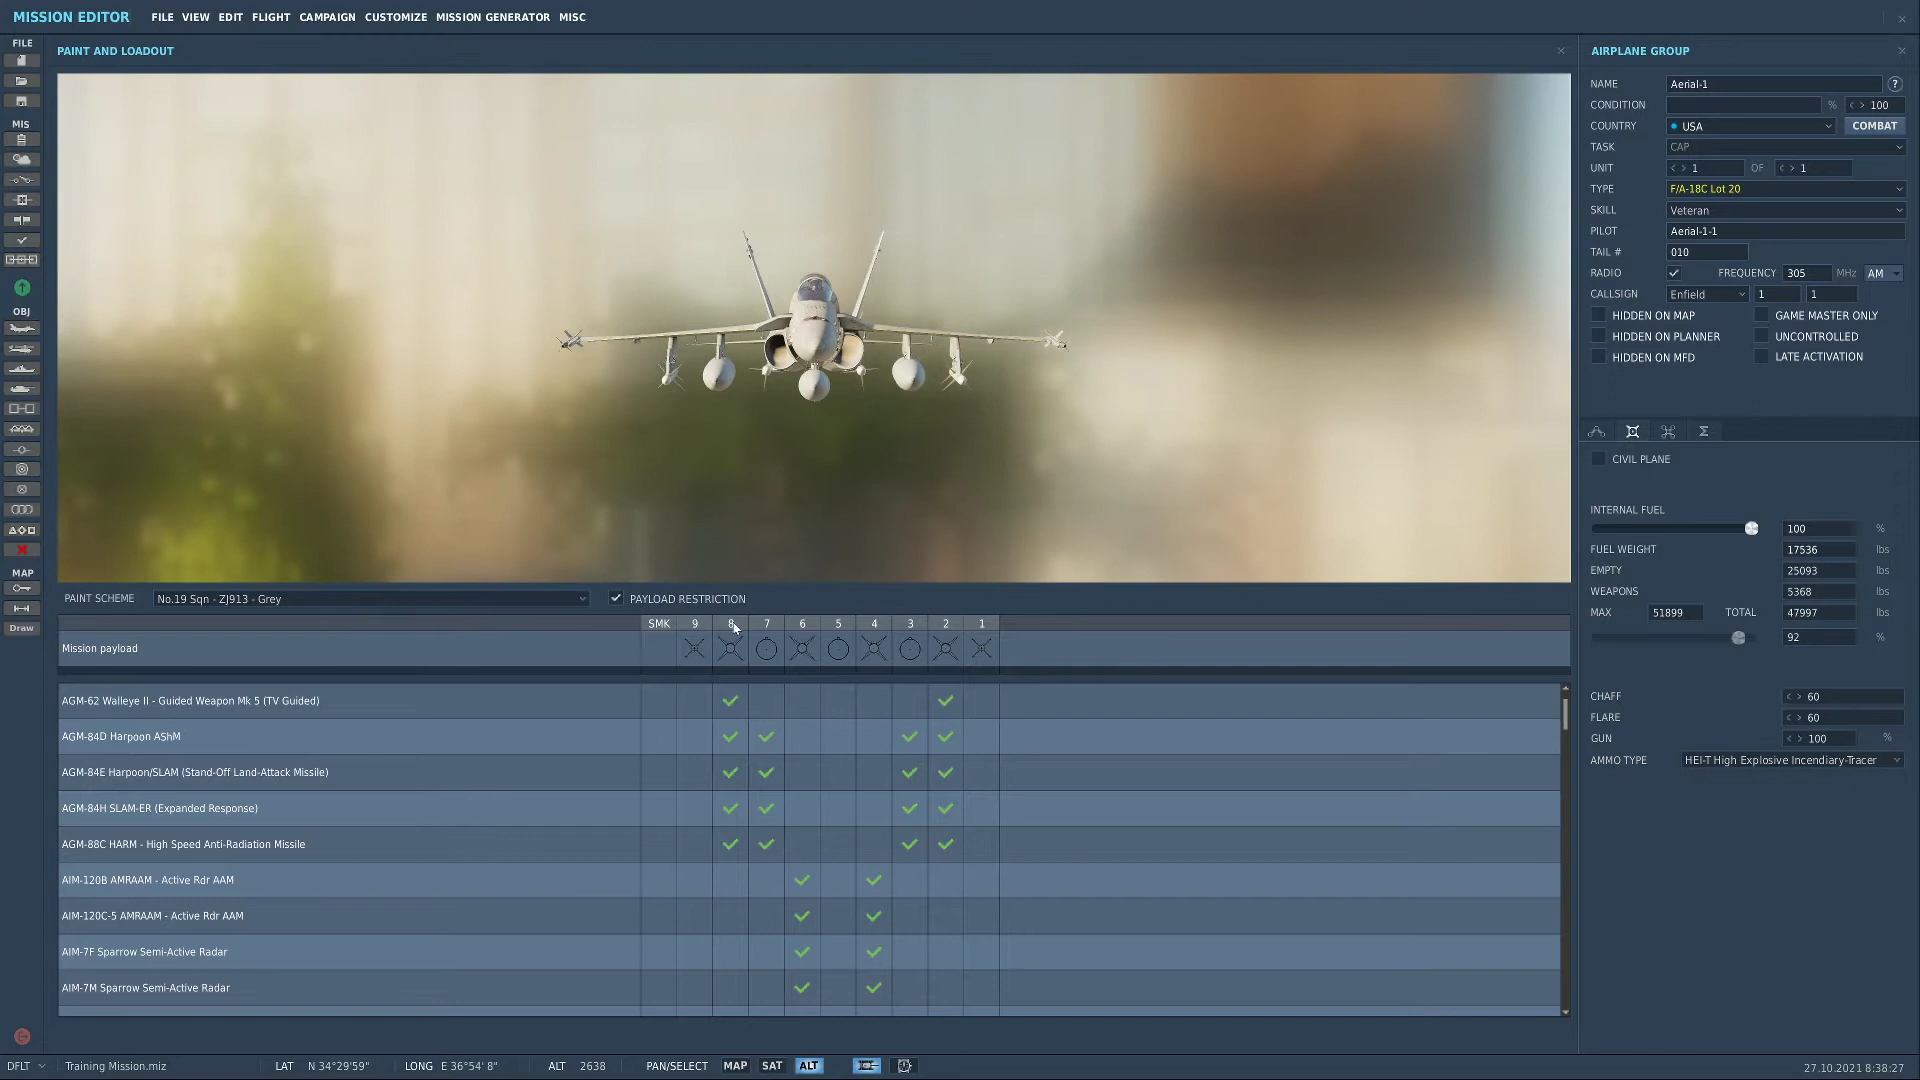 MISSION EDITOR FILE VIEW EDIT FLIGHT CAMPAIGN CUSTOMIZE MISSION GENERATOR MISC
FILE
MIS
OBJ
MAP
Draw
PAINT AND LOADOUT
PAINT SCHEME No.19 Sqn - ZJ913 - Grey PAYLOAD RESTRICTION
SMK 9 8 7 6 5 4 3 2 1
Mission payload
AGM-62 Walleye II - Guided Weapon Mk 5 (TV Guided)
AGM-84D Harpoon AShM
AGM-84E Harpoon/SLAM (Stand-Off Land-Attack Missile)
AGM-84H SLAM-ER (Expanded Response)
AGM-88C HARM - High Speed Anti-Radiation Missile
AIM-120B AMRAAM - Active Rdr AAM
AIM-120C-5 AMRAAM - Active Rdr AAM
AIM-7F Sparrow Semi-Active Radar
AIM-7M Sparrow Semi-Active Radar
AIRPLANE GROUP
NAME Aerial-1 ?
CONDITION % < > 100
COUNTRY USA COMBAT
TASK CAP
UNIT < > 1 OF < > 1
TYPE F/A-18C Lot 20
SKILL Veteran
PILOT Aerial-1-1
TAIL # 010
RADIO FREQUENCY 305 MHz AM
CALLSIGN Enfield 1 1
HIDDEN ON MAP GAME MASTER ONLY
HIDDEN ON PLANNER UNCONTROLLED
HIDDEN ON MFD LATE ACTIVATION
CIVIL PLANE
INTERNAL FUEL
100 %
FUEL WEIGHT 17536 lbs
EMPTY 25093 lbs
WEAPONS 5368 lbs
MAX 51899 TOTAL 47997 lbs
92 %
CHAFF < > 60
FLARE < > 60
GUN < > 100 %
AMMO TYPE HEI-T High Explosive Incendiary-Tracer
DFLT Training Mission.miz LAT N 34°29'59" LONG E 36°54' 8" ALT 2638 PAN/SELECT MAP SAT ALT 27.10.2021 8:38:27